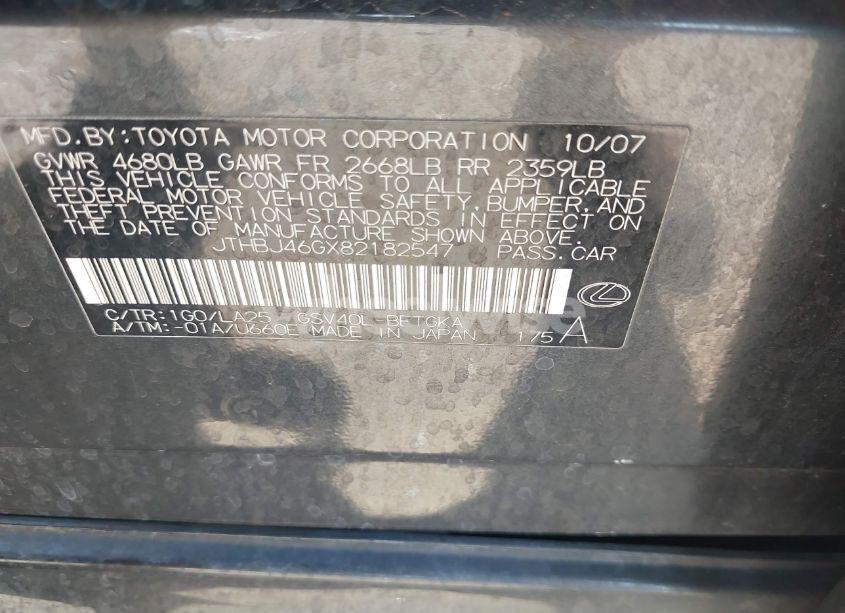 MFD.BY:TOYOTA MOTOR CORPORATION 10/07
GVWR 4680LB GAWR FR 2668LB RR 2359LB
THIS VEHICLE CONFORMS TO ALL APPLICABLE
FEDERAL MOTOR VEHICLE SAFETY,BUMPER,AND
THEFT PREVENTION STANDARDS IN EFFECT ON
THE DATE OF MANUFACTURE SHOWN ABOVE.
JTHBJ46GX82182547 PASS.CAR
C/TR:1G0/LA25 GSV40L-BFTGKA
A/TM:-01A/U660E MADE IN JAPAN 175 A